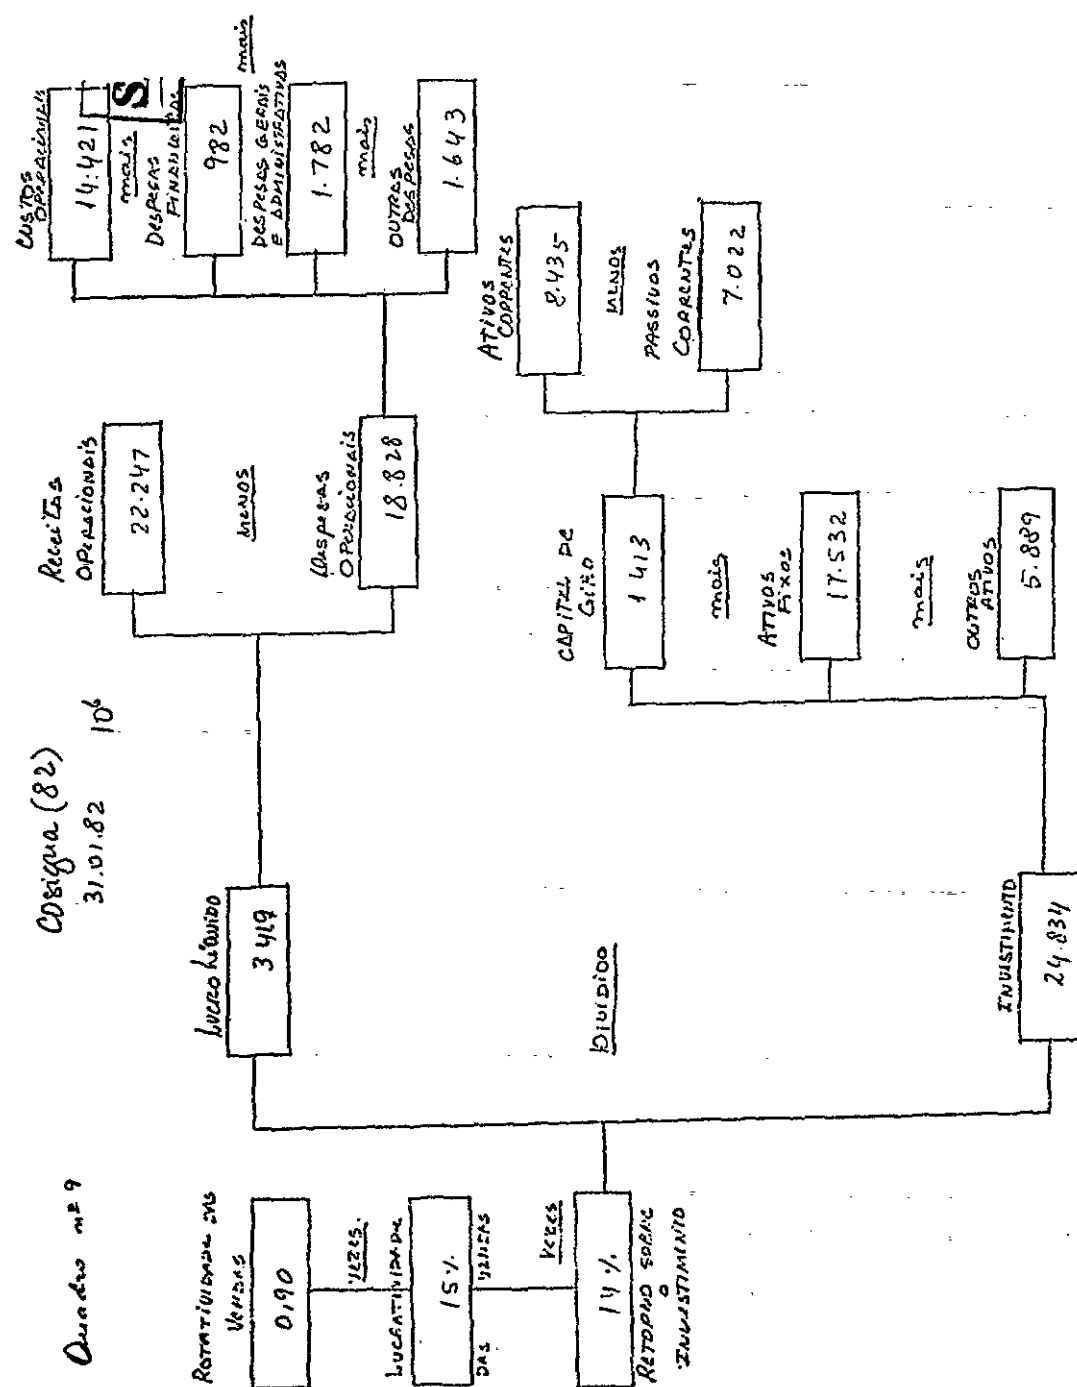 Quadro nº 9
Cosigua (82)
31.01.82
10⁶
ROTATIVIDADE DAS
VENDAS
0,90
VEZES.
LUCRATIVIDADE
15%
DAS VENDAS
VEZES
14%
RETORNO SOBRE
O
INVESTIMENTO
LUCRO LÍQUIDO
3 419
DIVIDIDO
INVESTIMENTO
24.834
Receitas
OPERACIONAIS
22.247
MENOS
Despesas
OPERACIONAIS
18.828
CUSTOS
OPERACIONAIS
14.421
mais
DESPESAS
FINANCEIRAS
982
mais
DESPESAS GERAIS
E ADMINISTRATIVAS
1.782
mais
OUTRAS
DESPESAS
1.643
CAPITAL DE
GIRO
1 413
mais
ATIVOS
FIXOS
17.532
mais
OUTROS
ATIVOS
5.889
ATIVOS
CORRENTES
8.435
MENOS
PASSIVOS
CORRENTES
7.022
S